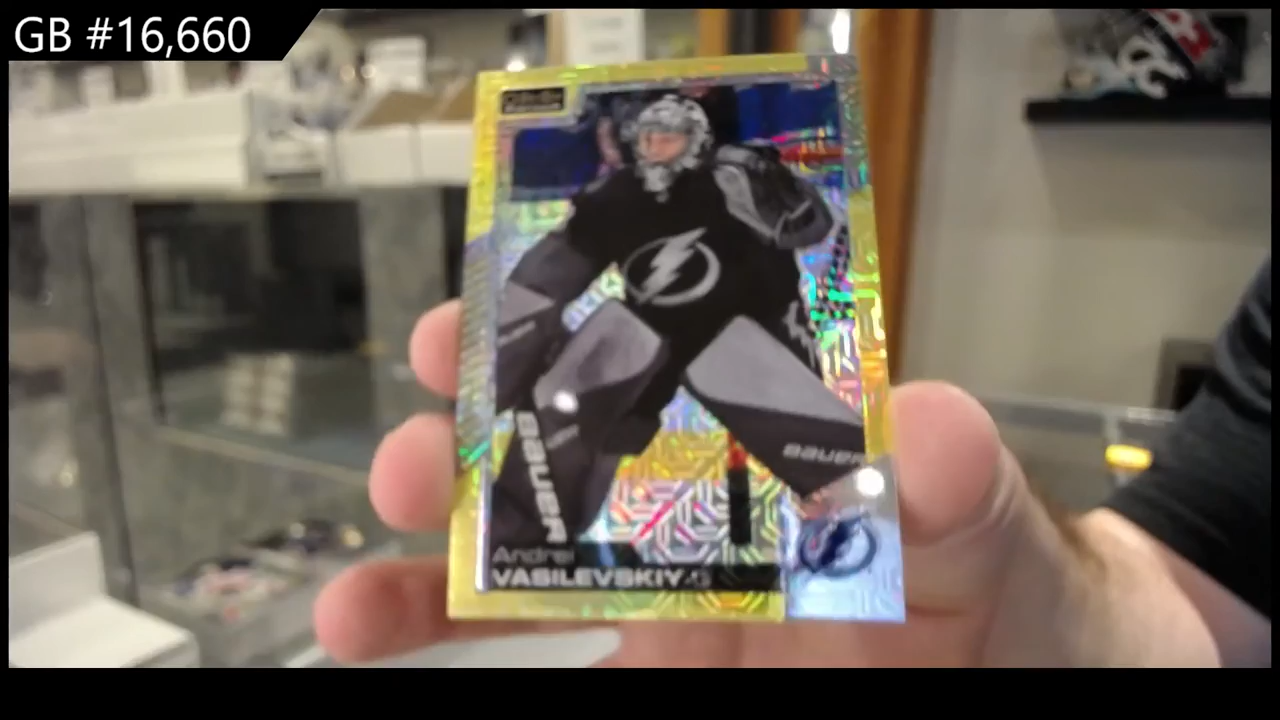 GB #16,660
BAUER
BAUER
Andrei
VASILEVSKIY G